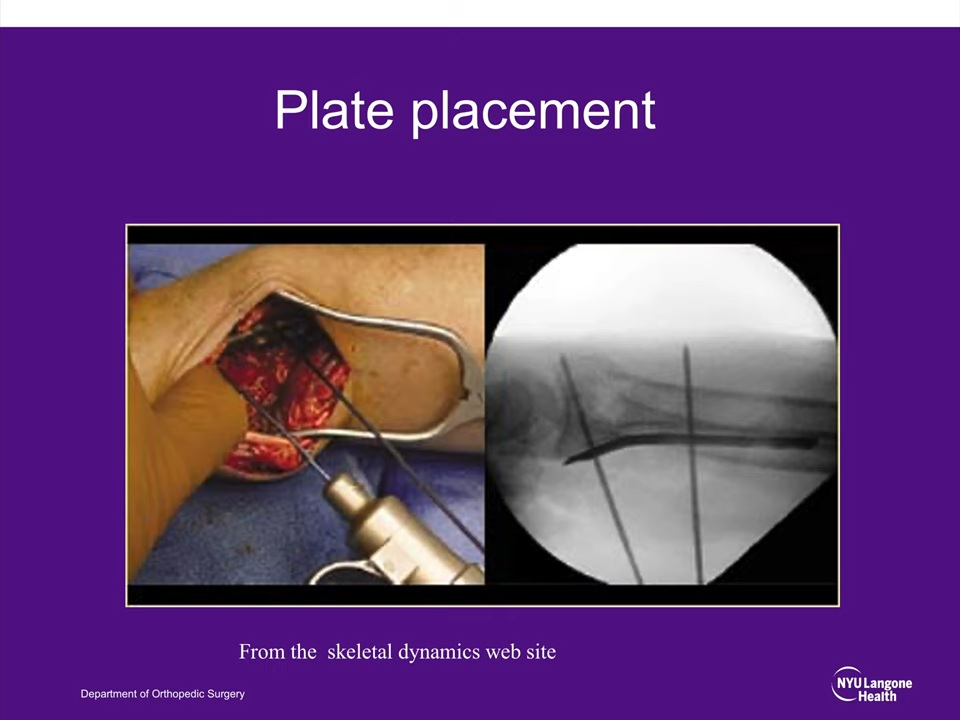 Plate placement
From the  skeletal dynamics web site
Department of Orthopedic Surgery
NYU Langone
Health